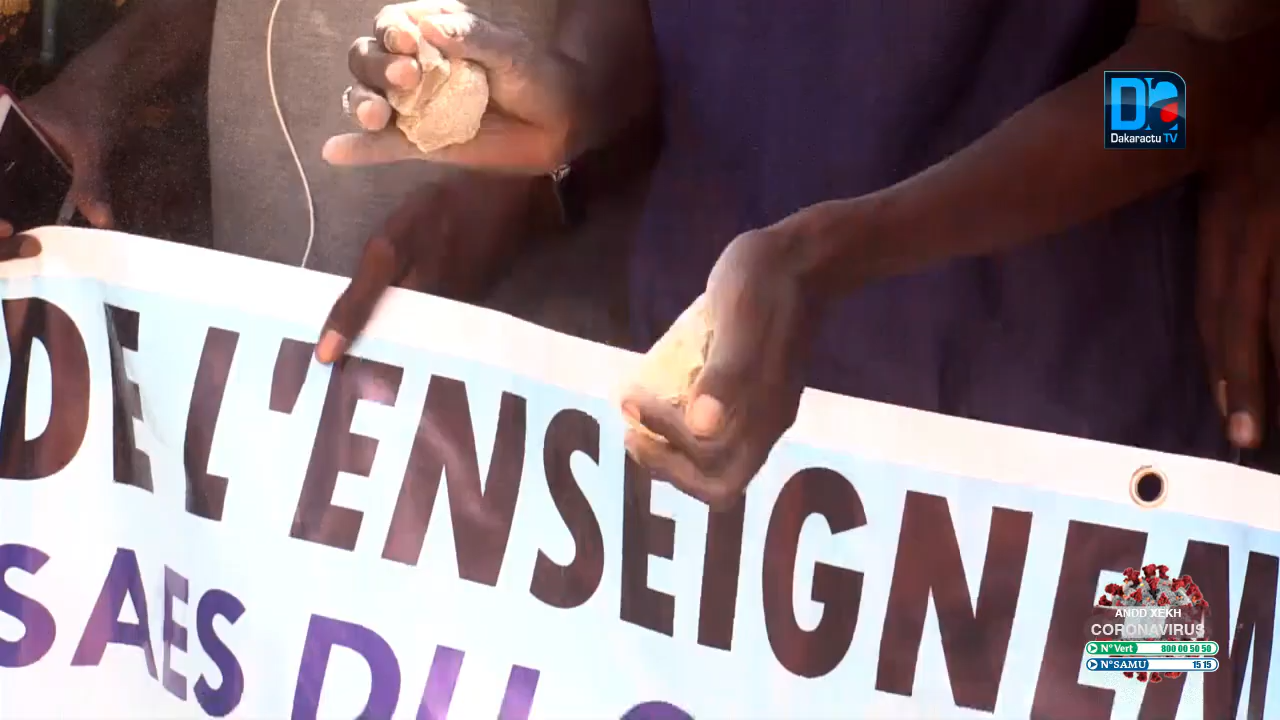 Dakaractu TV
DE L'ENSEIGNEM
SAES DU
ANDD XEKH
CORONAVIRUS
N° Vert 800 00 50 50
N° SAMU 15 15